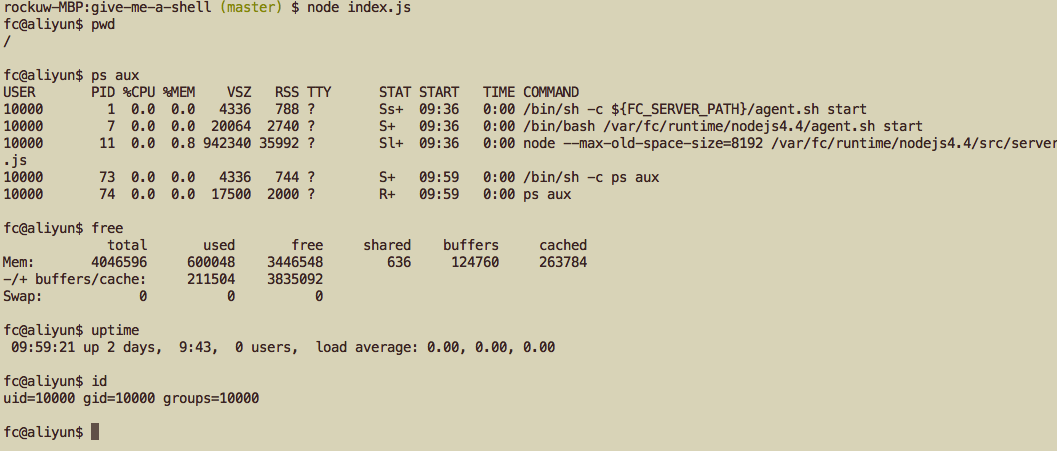 rockuw-MBP:give-me-a-shell (master) $ node index.js
fc@aliyun$ pwd
/
fc@aliyun$ ps aux
USER       PID %CPU %MEM    VSZ   RSS TTY      STAT START   TIME COMMAND
10000        1  0.0  0.0   4336   788 ?        Ss+  09:36   0:00 /bin/sh -c ${FC_SERVER_PATH}/agent.sh start
10000        7  0.0  0.0  20064  2740 ?        S+   09:36   0:00 /bin/bash /var/fc/runtime/nodejs4.4/agent.sh start
10000       11  0.0  0.8 942340 35992 ?        Sl+  09:36   0:00 node --max-old-space-size=8192 /var/fc/runtime/nodejs4.4/src/server
.js
10000       73  0.0  0.0   4336   744 ?        S+   09:59   0:00 /bin/sh -c ps aux
10000       74  0.0  0.0  17500  2000 ?        R+   09:59   0:00 ps aux
fc@aliyun$ free
             total       used       free     shared    buffers     cached
Mem:       4046596     600048    3446548        636     124760     263784
-/+ buffers/cache:     211504    3835092
Swap:            0          0          0
fc@aliyun$ uptime
 09:59:21 up 2 days,  9:43,  0 users,  load average: 0.00, 0.00, 0.00
fc@aliyun$ id
uid=10000 gid=10000 groups=10000
fc@aliyun$